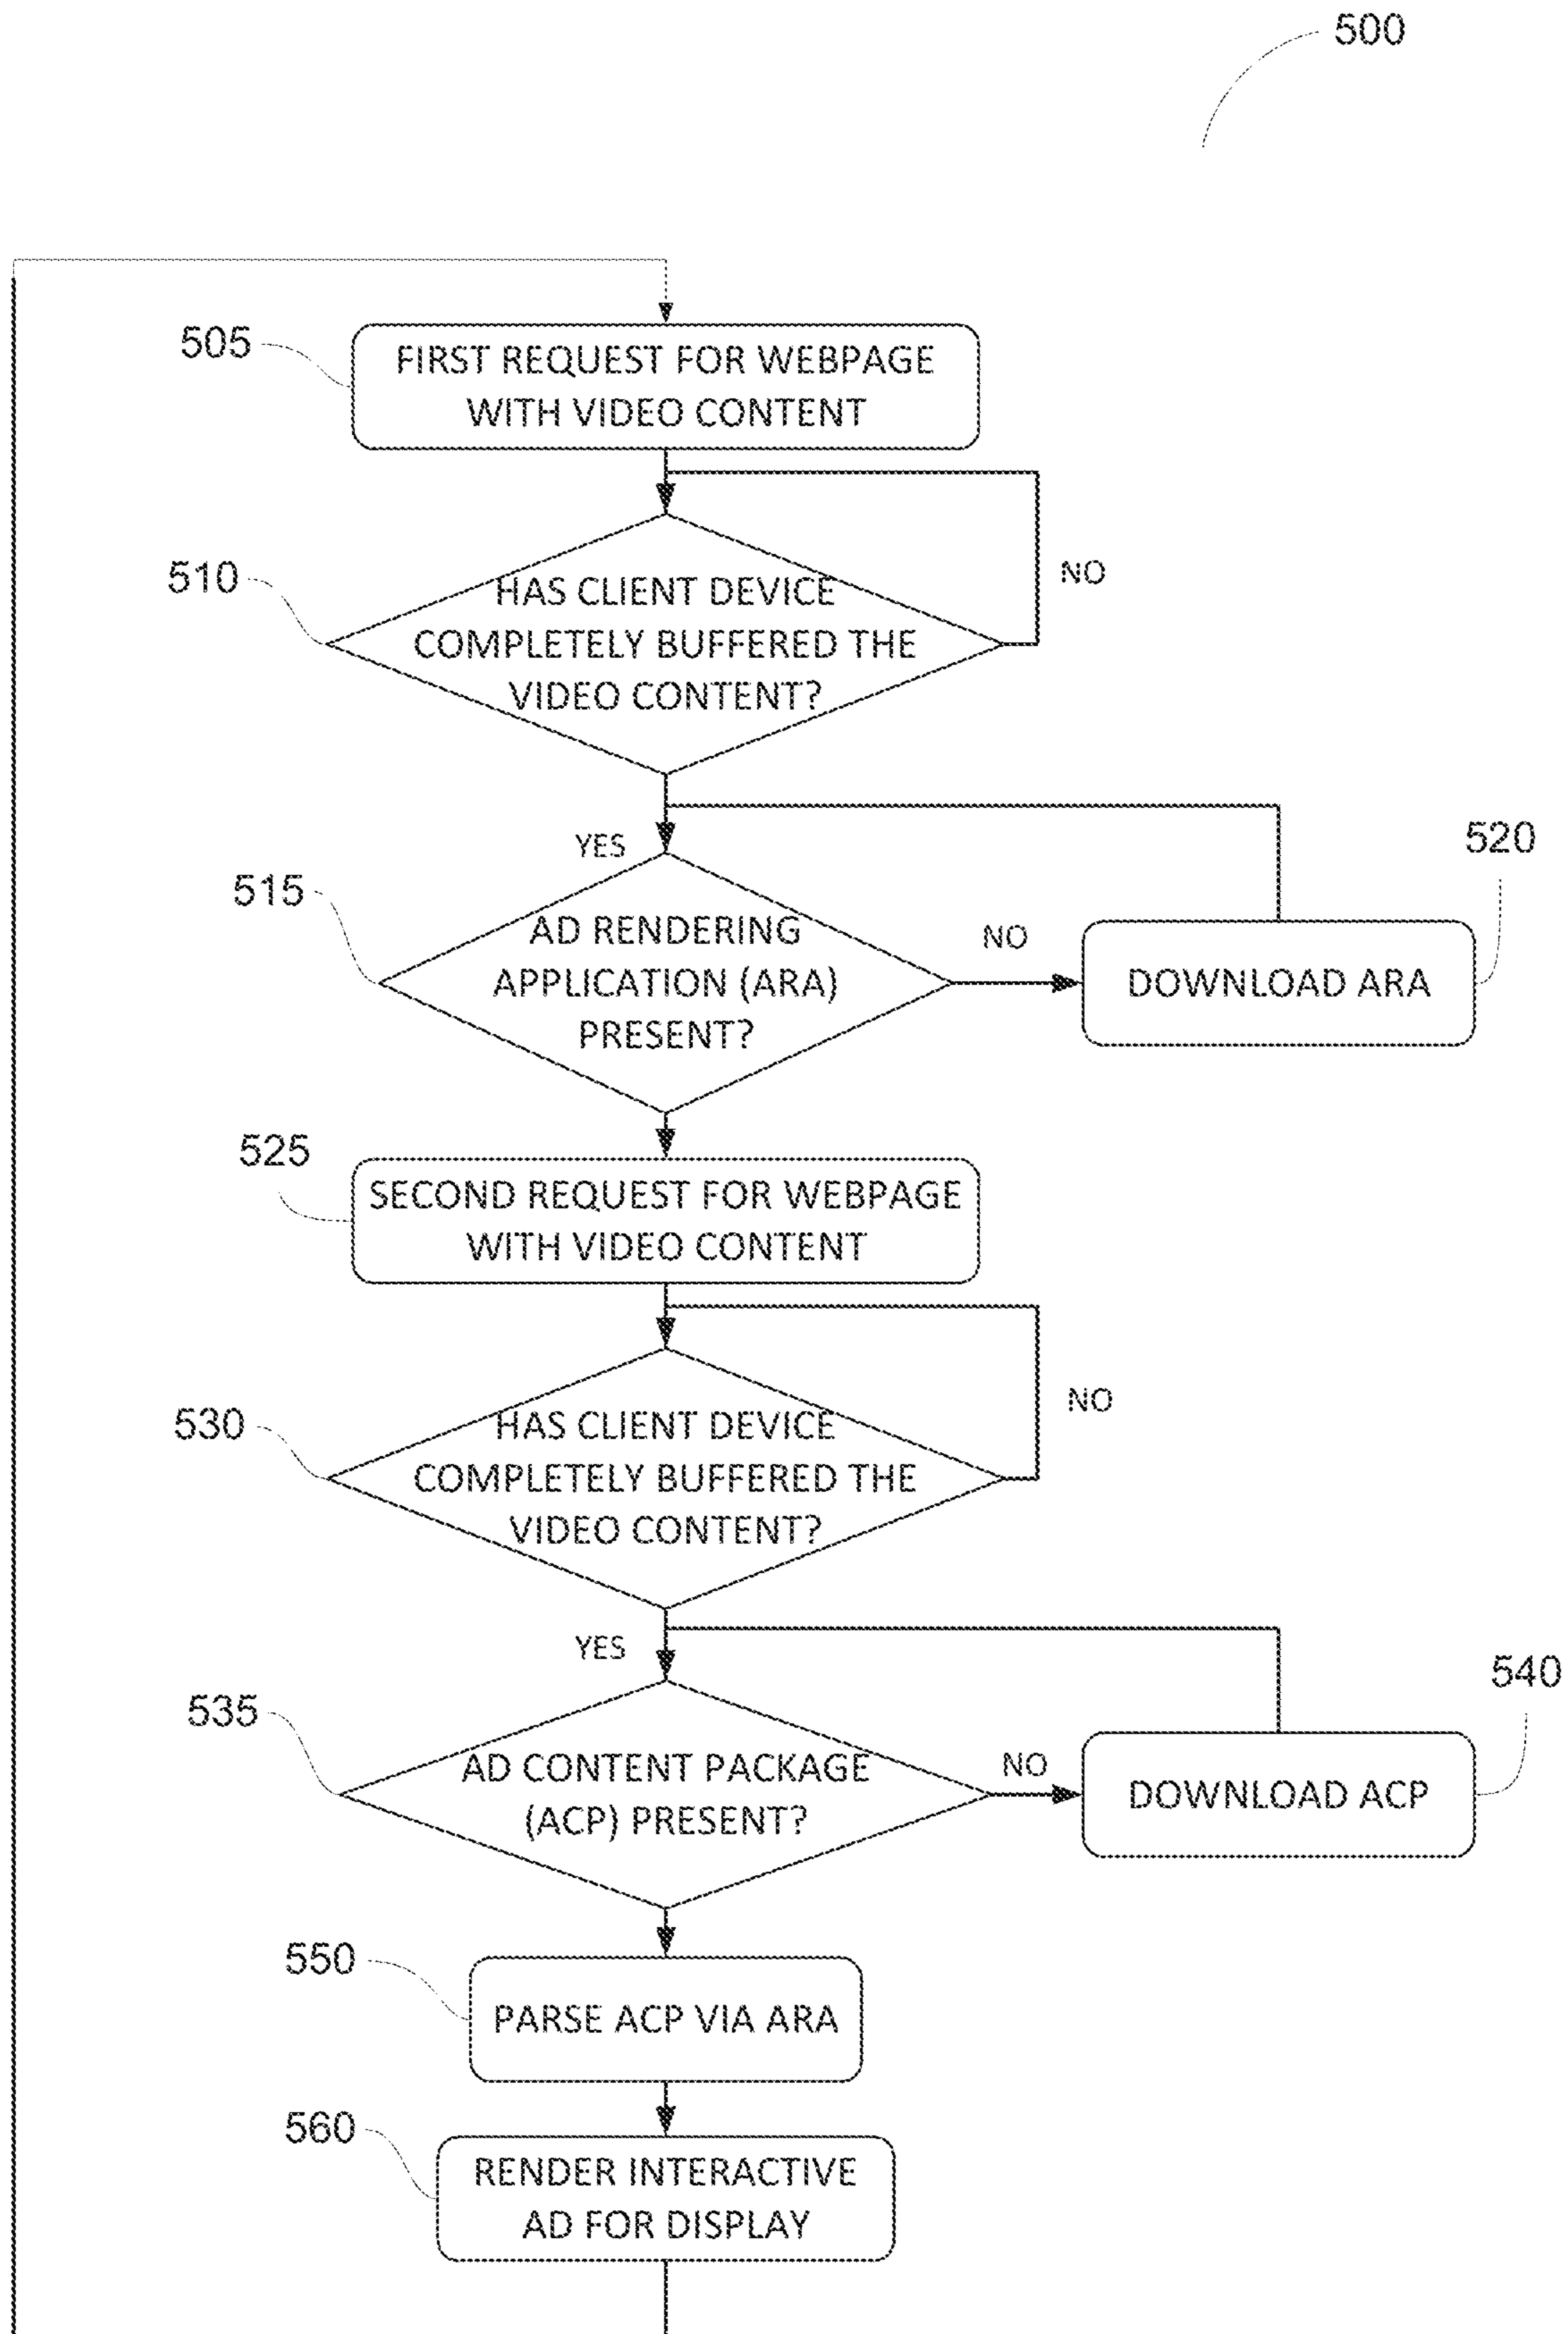 500
505
FIRST REQUEST FOR WEBPAGE
WITH VIDEO CONTENT
510
HAS CLIENT DEVICE
COMPLETELY BUFFERED THE
VIDEO CONTENT?
NO
YES
515
AD RENDERING
APPLICATION (ARA)
PRESENT?
NO
520
DOWNLOAD ARA
525
SECOND REQUEST FOR WEBPAGE
WITH VIDEO CONTENT
530
HAS CLIENT DEVICE
COMPLETELY BUFFERED THE
VIDEO CONTENT?
NO
YES
535
AD CONTENT PACKAGE
(ACP) PRESENT?
NO
540
DOWNLOAD ACP
550
PARSE ACP VIA ARA
560
RENDER INTERACTIVE
AD FOR DISPLAY